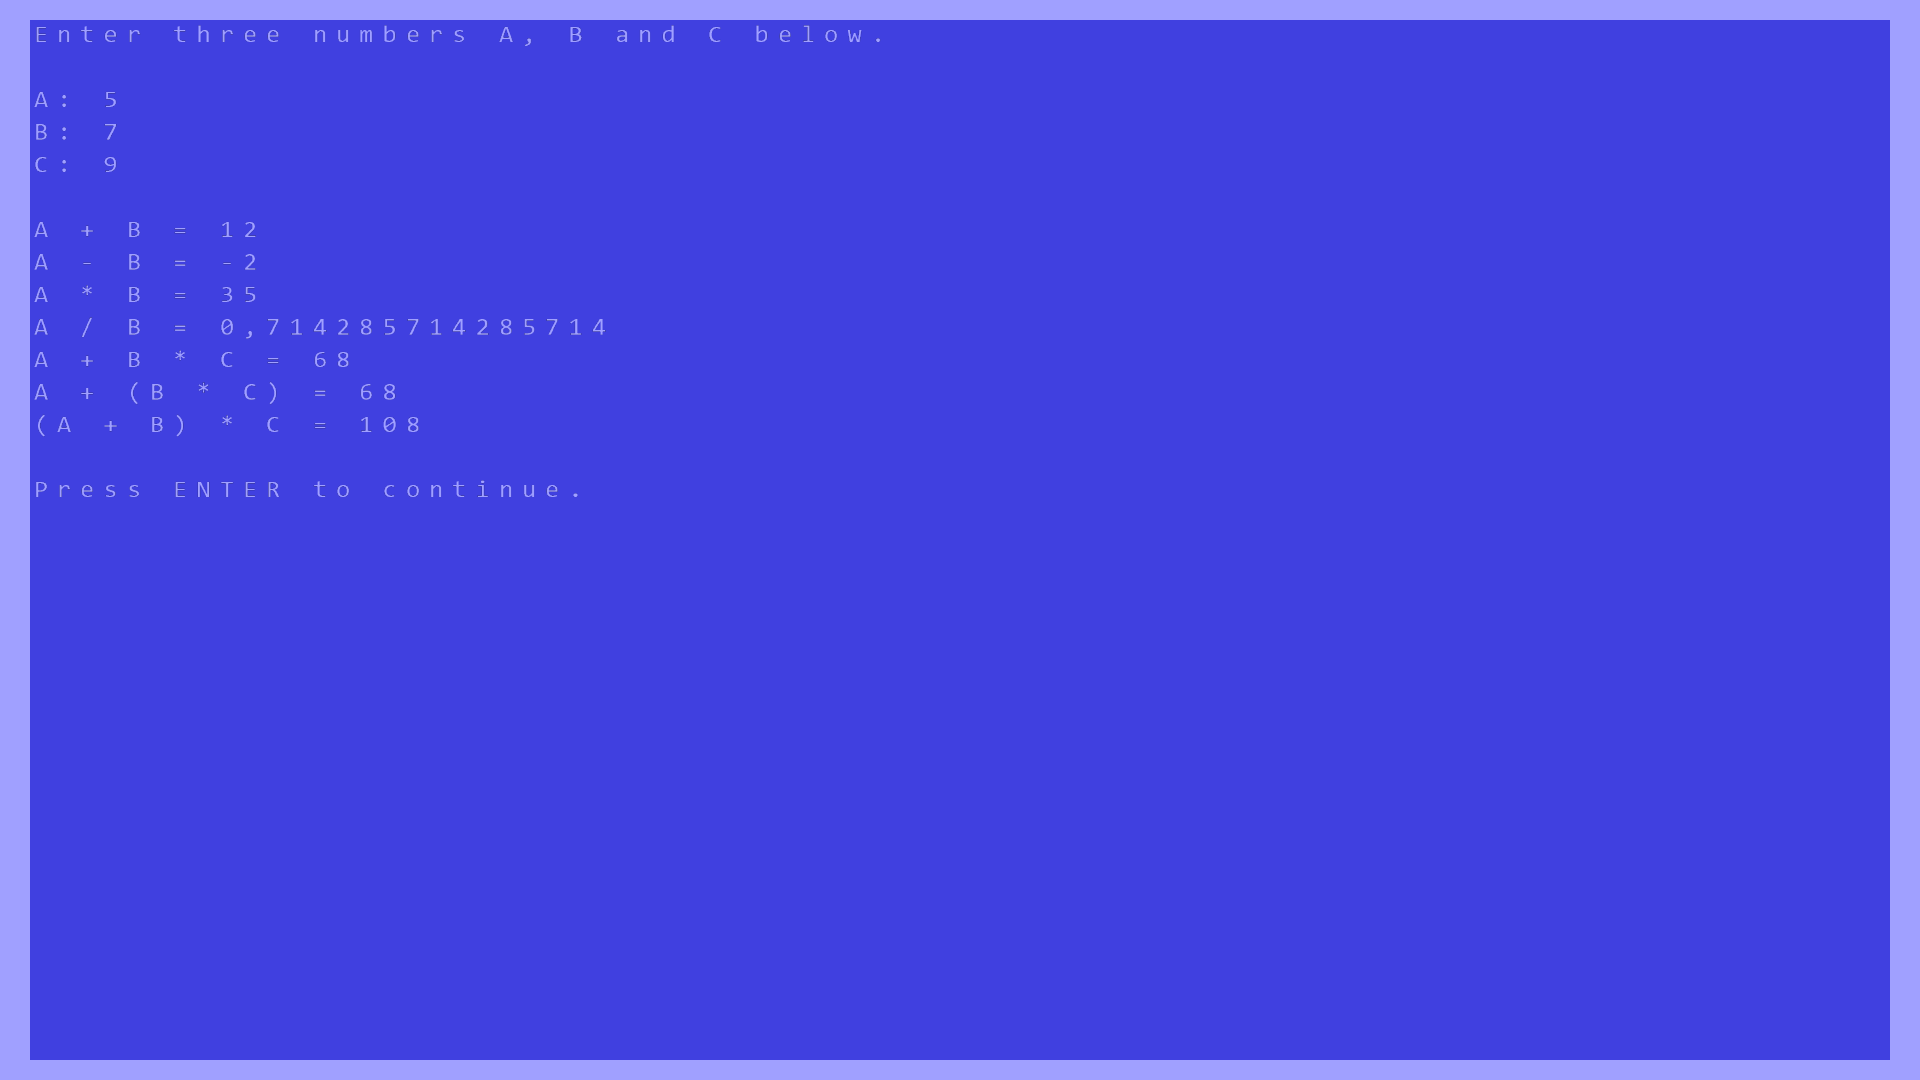 Enter three numbers A, B and C below.
A: 5
B: 7
C: 9
A + B = 12
A - B = -2
A * B = 35
A / B = 0,714285714285714
A + B * C = 68
A + (B * C) = 68
(A + B) * C = 108
Press ENTER to continue.